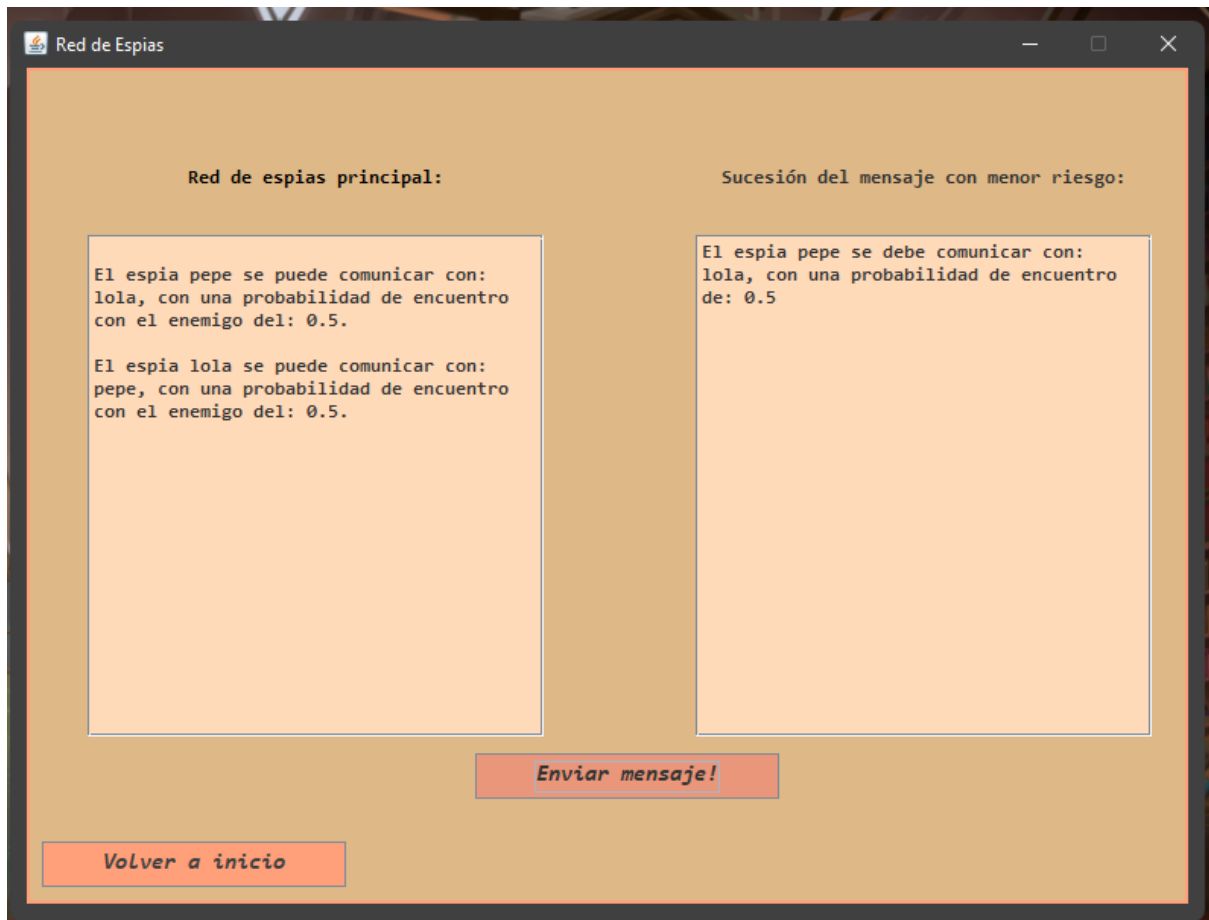 Red de Espias
Red de espias principal:
El espia pepe se puede comunicar con:
lola, con una probabilidad de encuentro
con el enemigo del: 0.5.
El espia lola se puede comunicar con:
pepe, con una probabilidad de encuentro
con el enemigo del: 0.5.
Sucesión del mensaje con menor riesgo:
El espia pepe se debe comunicar con:
lola, con una probabilidad de encuentro
de: 0.5
Enviar mensaje!
Volver a inicio